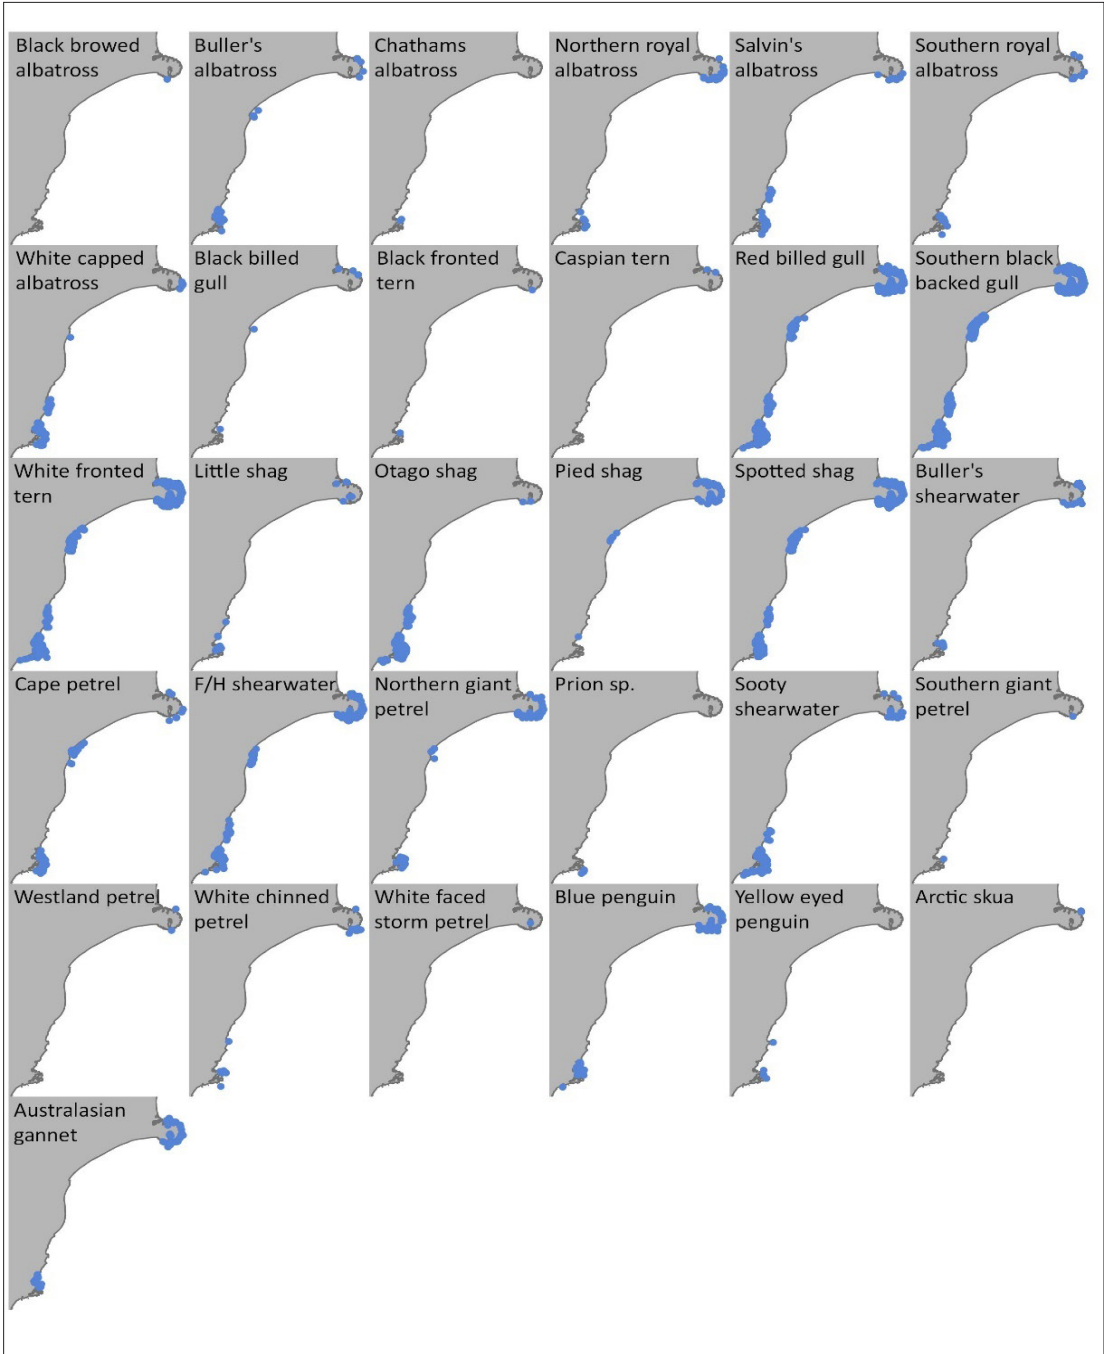 Black browed
albatross
Buller's
albatross
Chathams
albatross
Northern royal
albatross
Salvin's
albatross
Southern royal
albatross
White capped
albatross
Black billed
gull
Black fronted
tern
Caspian tern
Red billed gull
Southern black
backed gull
White fronted
tern
Little shag
Otago shag
Pied shag
Spotted shag
Buller's
shearwater
Cape petrel
F/H shearwater
Northern giant
petrel
Prion sp.
Sooty
shearwater
Southern giant
petrel
Westland petrel
White chinned
petrel
White faced
storm petrel
Blue penguin
Yellow eyed
penguin
Arctic skua
Australasian
gannet